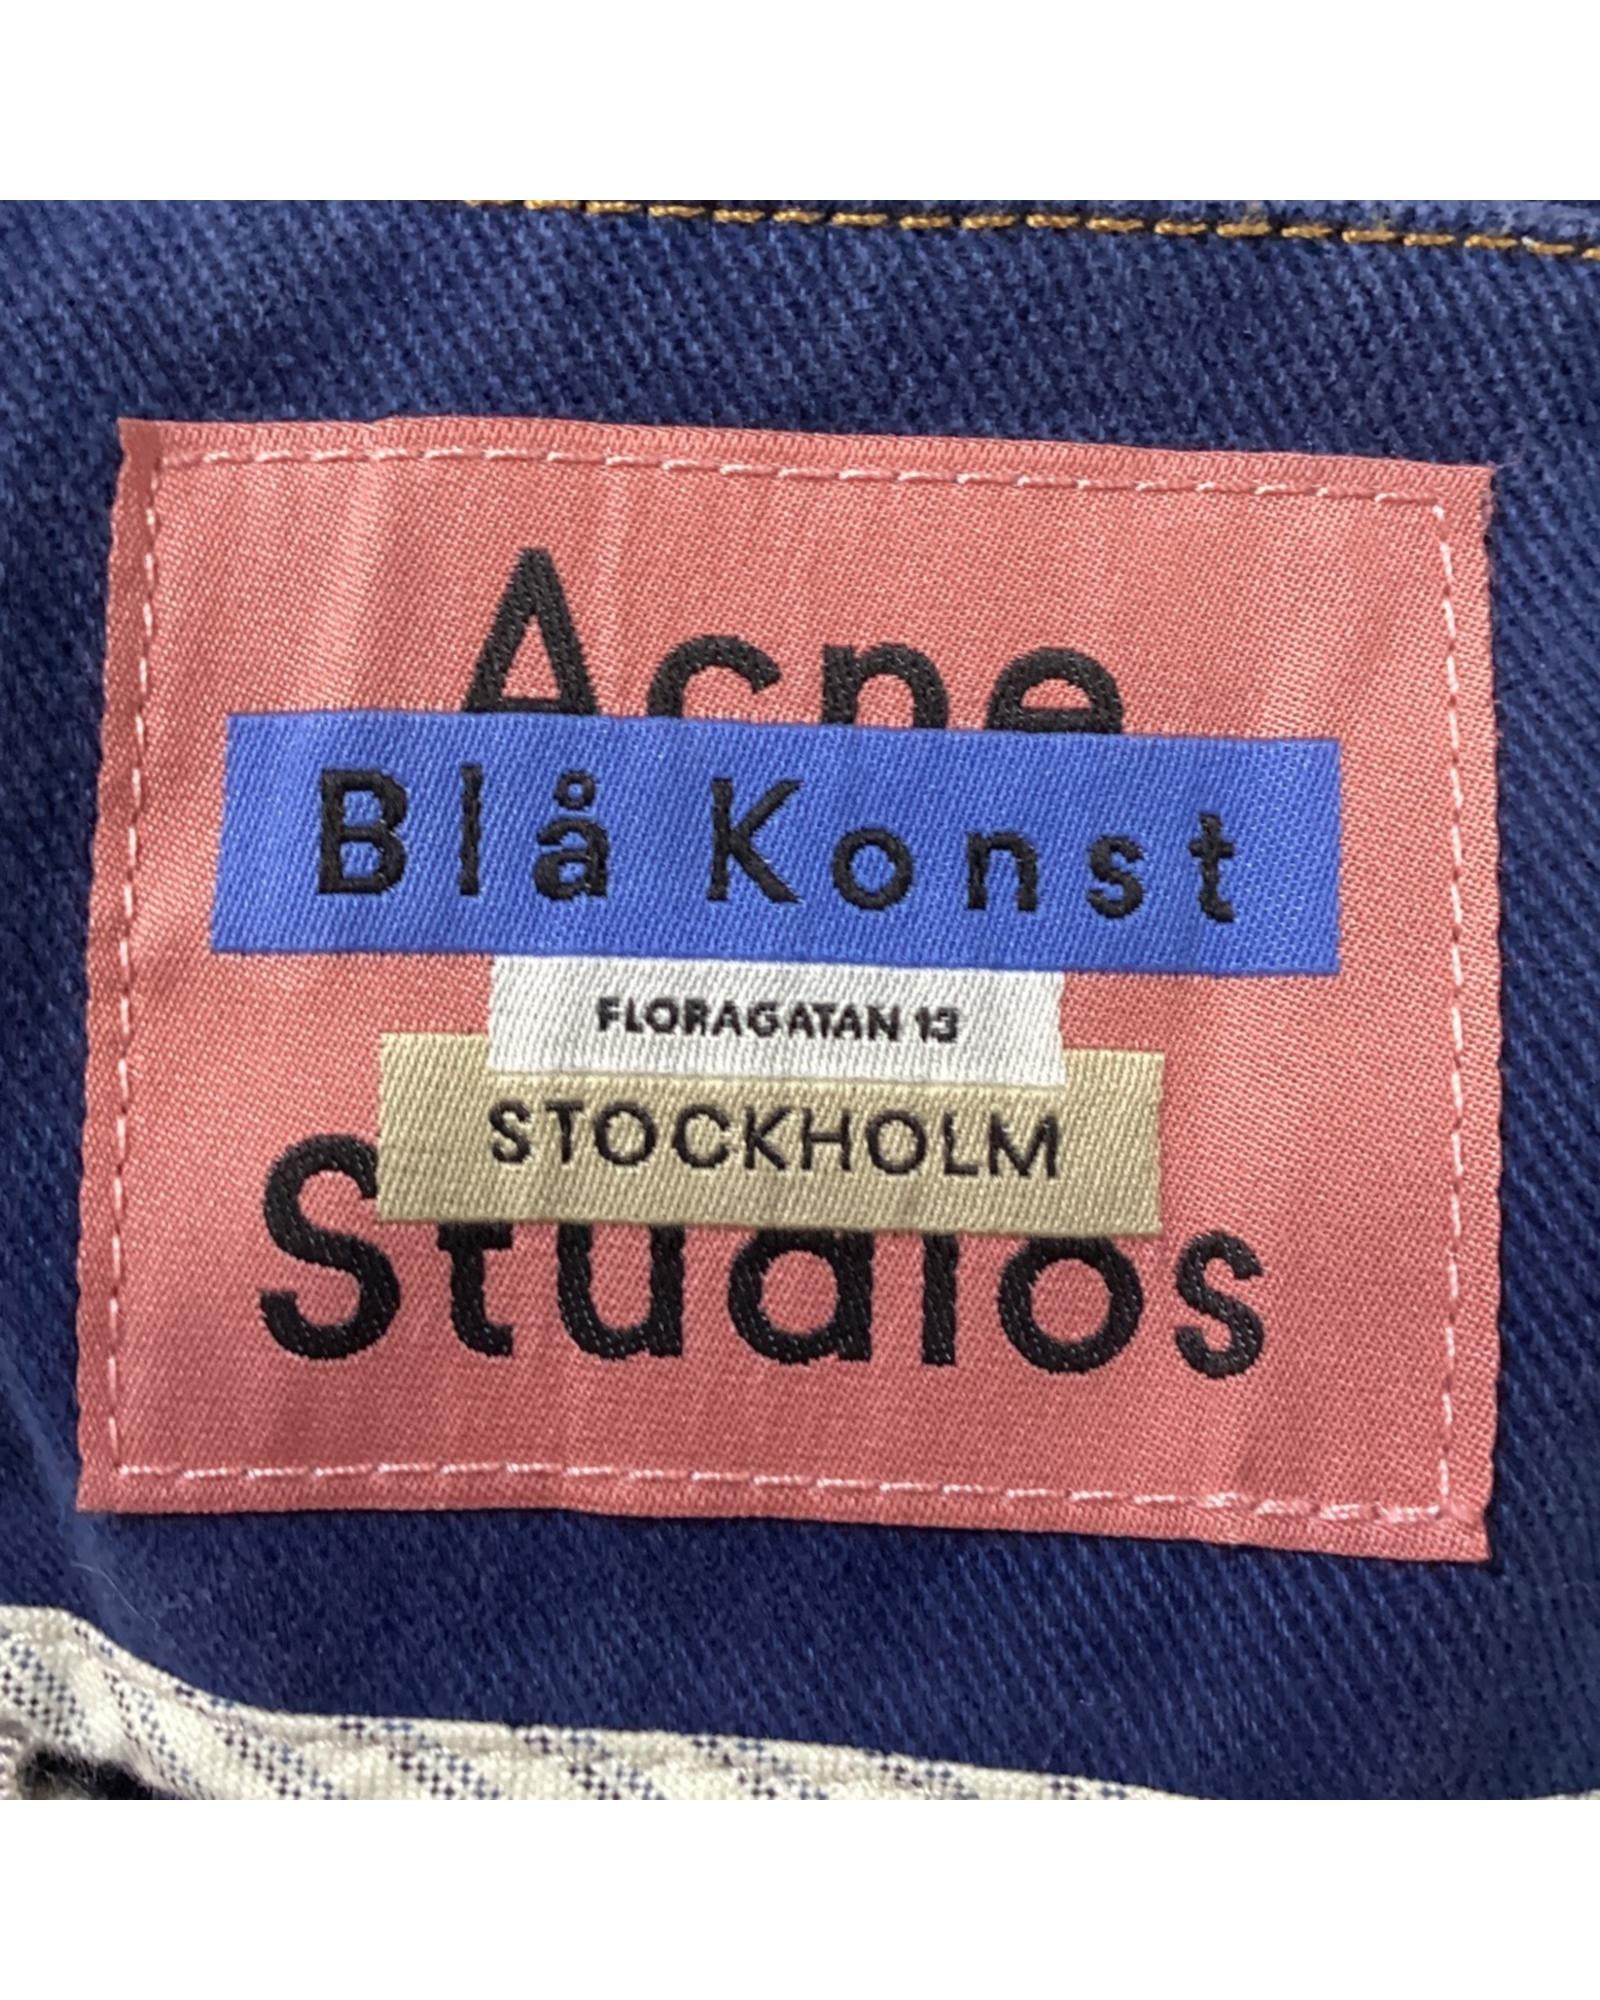 Acne
Blå Konst
FLORAGATAN 13
STOCKHOLM
Studios